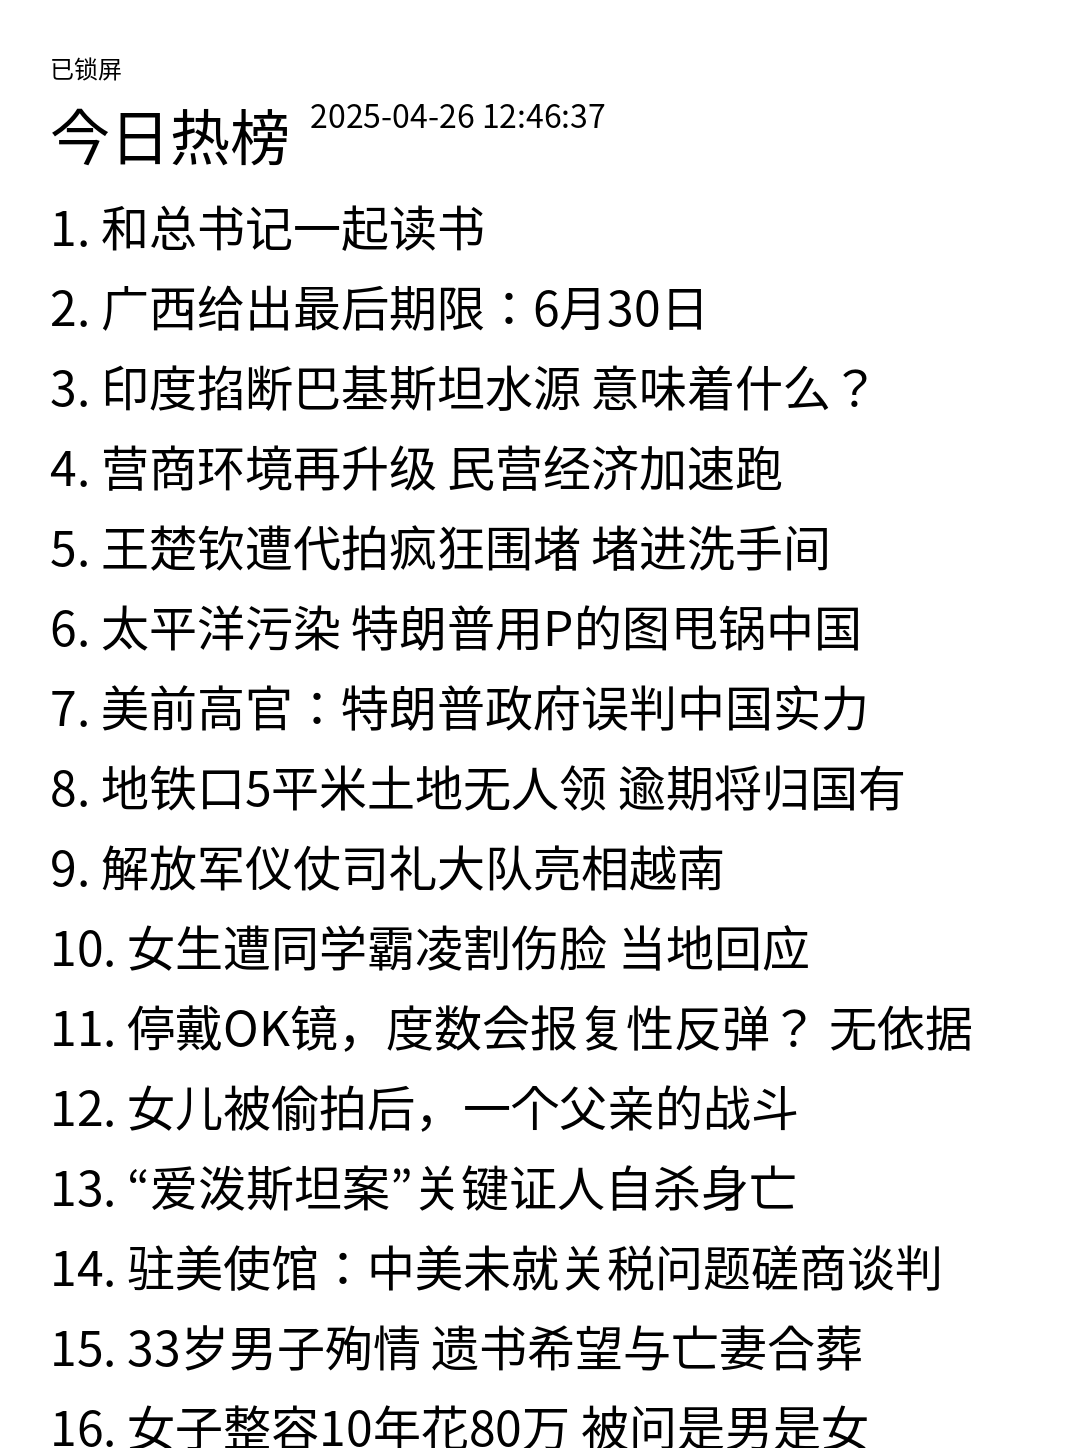 已锁屏
今日热榜 2025-04-26 12:46:37
1. 和总书记一起读书
2. 广西给出最后期限：6月30日
3. 印度掐断巴基斯坦水源 意味着什么？
4. 营商环境再升级 民营经济加速跑
5. 王楚钦遭代拍疯狂围堵 堵进洗手间
6. 太平洋污染 特朗普用P的图甩锅中国
7. 美前高官：特朗普政府误判中国实力
8. 地铁口5平米土地无人领 逾期将归国有
9. 解放军仪仗司礼大队亮相越南
10. 女生遭同学霸凌割伤脸 当地回应
11. 停戴OK镜，度数会报复性反弹？ 无依据
12. 女儿被偷拍后，一个父亲的战斗
13. “爱泼斯坦案”关键证人自杀身亡
14. 驻美使馆：中美未就关税问题磋商谈判
15. 33岁男子殉情 遗书希望与亡妻合葬
16. 女子整容10年花80万 被问是男是女